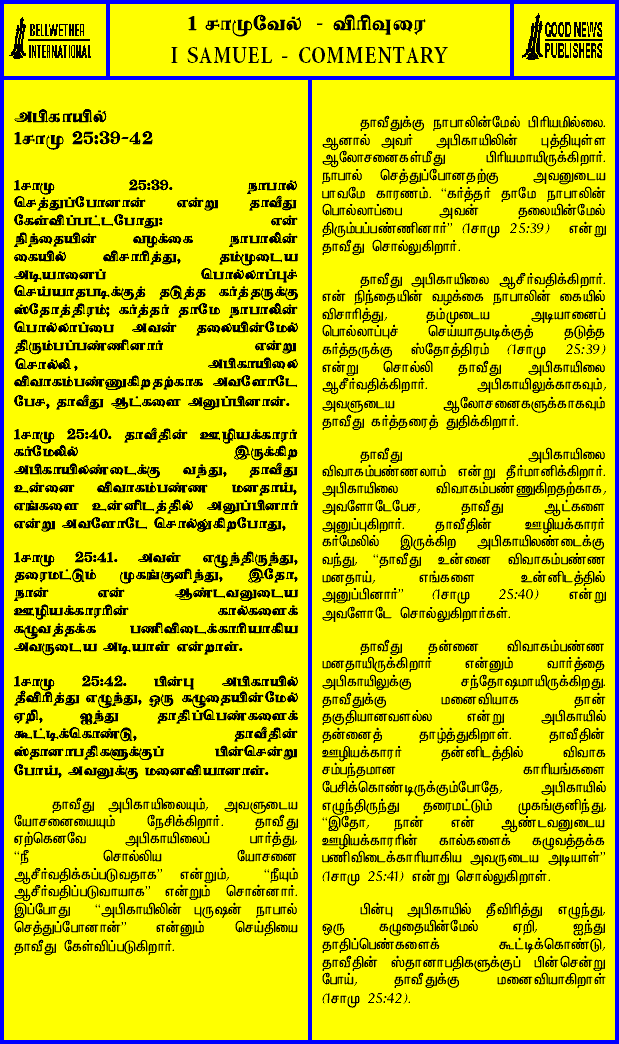 BELLWETHER
INTERNATIONAL
1 சாமுவேல் - விரிவுரை
I SAMUEL - COMMENTARY
GOOD NEWS
PUBLISHERS
அபிகாயில்
1சாமு 25:39-42
1சாமு 25:39. நாபால்
செத்துப்போனான் என்று தாவீது
கேள்விப்பட்டபோது: என்
நிந்தையின் வழக்கை நாபாலின்
கையில் விசாரித்து, தம்முடைய
அடியானைப் பொல்லாப்புச்
செய்யாதபடிக்குத் தடுத்த கர்த்தருக்கு
ஸ்தோத்திரம்; கர்த்தர் தாமே நாபாலின்
பொல்லாப்பை அவன் தலையின்மேல்
திரும்பப்பண்ணினார் என்று
சொல்லி, அபிகாயிலை
விவாகம்பண்ணுகிறதற்காக அவளோடே
பேச, தாவீது ஆட்களை அனுப்பினான்.
1சாமு 25:40. தாவீதின் ஊழியக்காரர்
கர்மேலில் இருக்கிற
அபிகாயிலண்டைக்கு வந்து, தாவீது
உன்னை விவாகம்பண்ண மனதாய்,
எங்களை உன்னிடத்தில் அனுப்பினார்
என்று அவளோடே சொல்லுகிறபோது,
1சாமு 25:41. அவள் எழுந்திருந்து,
தரைமட்டும் முகங்குனிந்து, இதோ,
நான் என் ஆண்டவனுடைய
ஊழியக்காரரின் கால்களைக்
கழுவத்தக்க பணிவிடைக்காரியாகிய
அவருடைய அடியாள் என்றாள்.
1சாமு 25:42. பின்பு அபிகாயில்
தீவிரித்து எழுந்து, ஒரு கழுதையின்மேல்
ஏறி, ஐந்து தாதிப்பெண்களைக்
கூட்டிக்கொண்டு, தாவீதின்
ஸ்தானாபதிகளுக்குப் பின்சென்று
போய், அவனுக்கு மனைவியானாள்.
தாவீது அபிகாயிலையும், அவளுடைய
யோசனையையும் நேசிக்கிறார். தாவீது
ஏற்கெனவே அபிகாயிலைப் பார்த்து,
“நீ சொல்லிய யோசனை
ஆசீர்வதிக்கப்படுவதாக” என்றும், “நீயும்
ஆசீர்வதிப்படுவாயாக” என்றும் சொன்னார்.
இப்போது “அபிகாயிலின் புருஷன் நாபால்
செத்துப்போனான்” என்னும் செய்தியை
தாவீது கேள்விப்படுகிறார்.
தாவீதுக்கு நாபாலின்மேல் பிரியமில்லை.
ஆனால் அவர் அபிகாயிலின் புத்தியுள்ள
ஆலோசனைகள்மீது பிரியமாயிருக்கிறார்.
நாபால் செத்துப்போனதற்கு அவனுடைய
பாவமே காரணம். “கர்த்தர் தாமே நாபாலின்
பொல்லாப்பை அவன் தலையின்மேல்
திரும்பப்பண்ணினார்” (1சாமு 25:39) என்று
தாவீது சொல்லுகிறார்.
தாவீது அபிகாயிலை ஆசீர்வதிக்கிறார்.
என் நிந்தையின் வழக்கை நாபாலின் கையில்
விசாரித்து, தம்முடைய அடியானைப்
பொல்லாப்புச் செய்யாதபடிக்குத் தடுத்த
கர்த்தருக்கு ஸ்தோத்திரம் (1சாமு 25:39)
என்று சொல்லி தாவீது அபிகாயிலை
ஆசீர்வதிக்கிறார். அபிகாயிலுக்காகவும்,
அவளுடைய ஆலோசனைகளுக்காகவும்
தாவீது கர்த்தரைத் துதிக்கிறார்.
தாவீது அபிகாயிலை
விவாகம்பண்ணலாம் என்று தீர்மானிக்கிறார்.
அபிகாயிலை விவாகம்பண்ணுகிறதற்காக,
அவளோடேபேச, தாவீது ஆட்களை
அனுப்புகிறார். தாவீதின் ஊழியக்காரர்
கர்மேலில் இருக்கிற அபிகாயிலண்டைக்கு
வந்து, “தாவீது உன்னை விவாகம்பண்ண
மனதாய், எங்களை உன்னிடத்தில்
அனுப்பினார்” (1சாமு 25:40) என்று
அவளோடே சொல்லுகிறார்கள்.
தாவீது தன்னை விவாகம்பண்ண
மனதாயிருக்கிறார் என்னும் வார்த்தை
அபிகாயிலுக்கு சந்தோஷமாயிருக்கிறது.
தாவீதுக்கு மனைவியாக தான்
தகுதியானவளல்ல என்று அபிகாயில்
தன்னைத் தாழ்த்துகிறாள். தாவீதின்
ஊழியக்காரர் தன்னிடத்தில் விவாக
சம்பந்தமான காரியங்களை
பேசிக்கொண்டிருக்கும்போதே, அபிகாயில்
எழுந்திருந்து தரைமட்டும் முகங்குனிந்து,
“இதோ, நான் என் ஆண்டவனுடைய
ஊழியக்காரரின் கால்களைக் கழுவத்தக்க
பணிவிடைக்காரியாகிய அவருடைய அடியாள்”
(1சாமு 25:41) என்று சொல்லுகிறாள்.
பின்பு அபிகாயில் தீவிரித்து எழுந்து,
ஒரு கழுதையின்மேல் ஏறி, ஐந்து
தாதிப்பெண்களைக் கூட்டிக்கொண்டு,
தாவீதின் ஸ்தானாபதிகளுக்குப் பின்சென்று
போய், தாவீதுக்கு மனைவியாகிறாள்
(1சாமு 25:42).